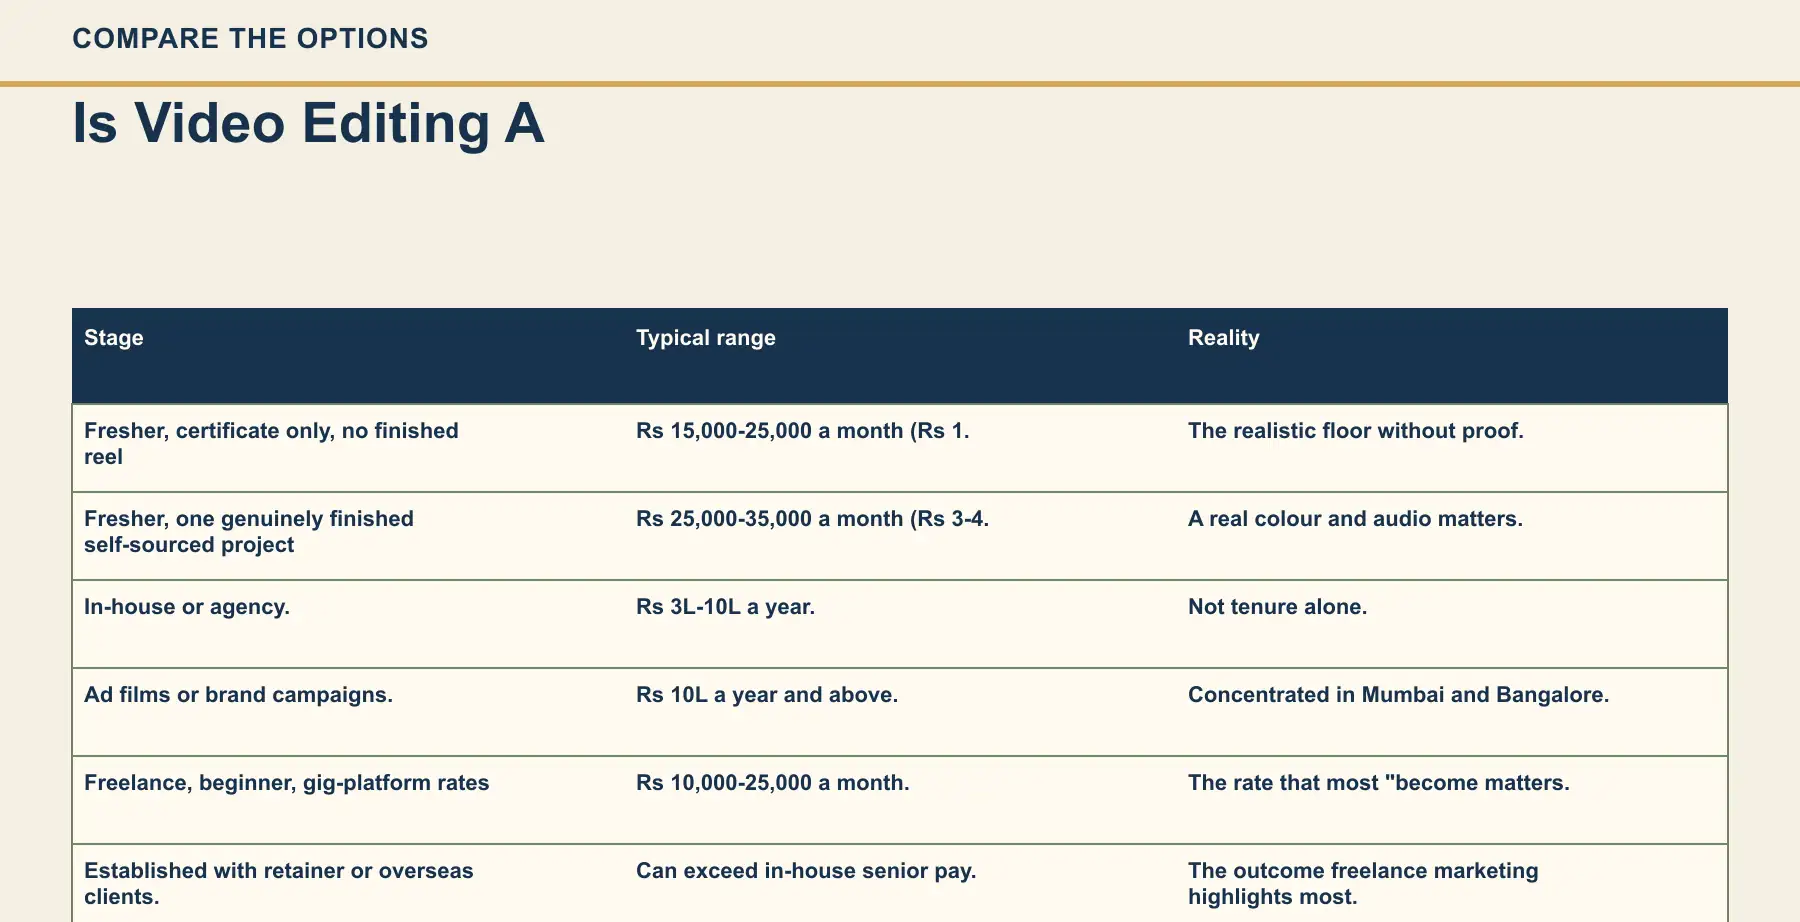 COMPARE THE OPTIONS
Is Video Editing A
Stage Typical range Reality
Fresher, certificate only, no finished
reel
Rs 15,000-25,000 a month (Rs 1.
The realistic floor without proof.
Fresher, one genuinely finished
self-sourced project
Rs 25,000-35,000 a month (Rs 3-4.
A real colour and audio matters.
In-house or agency.
Rs 3L-10L a year.
Not tenure alone.
Ad films or brand campaigns.
Rs 10L a year and above.
Concentrated in Mumbai and Bangalore.
Freelance, beginner, gig-platform rates
Rs 10,000-25,000 a month.
The rate that most "become matters.
Established with retainer or overseas
clients.
Can exceed in-house senior pay.
The outcome freelance marketing
highlights most.